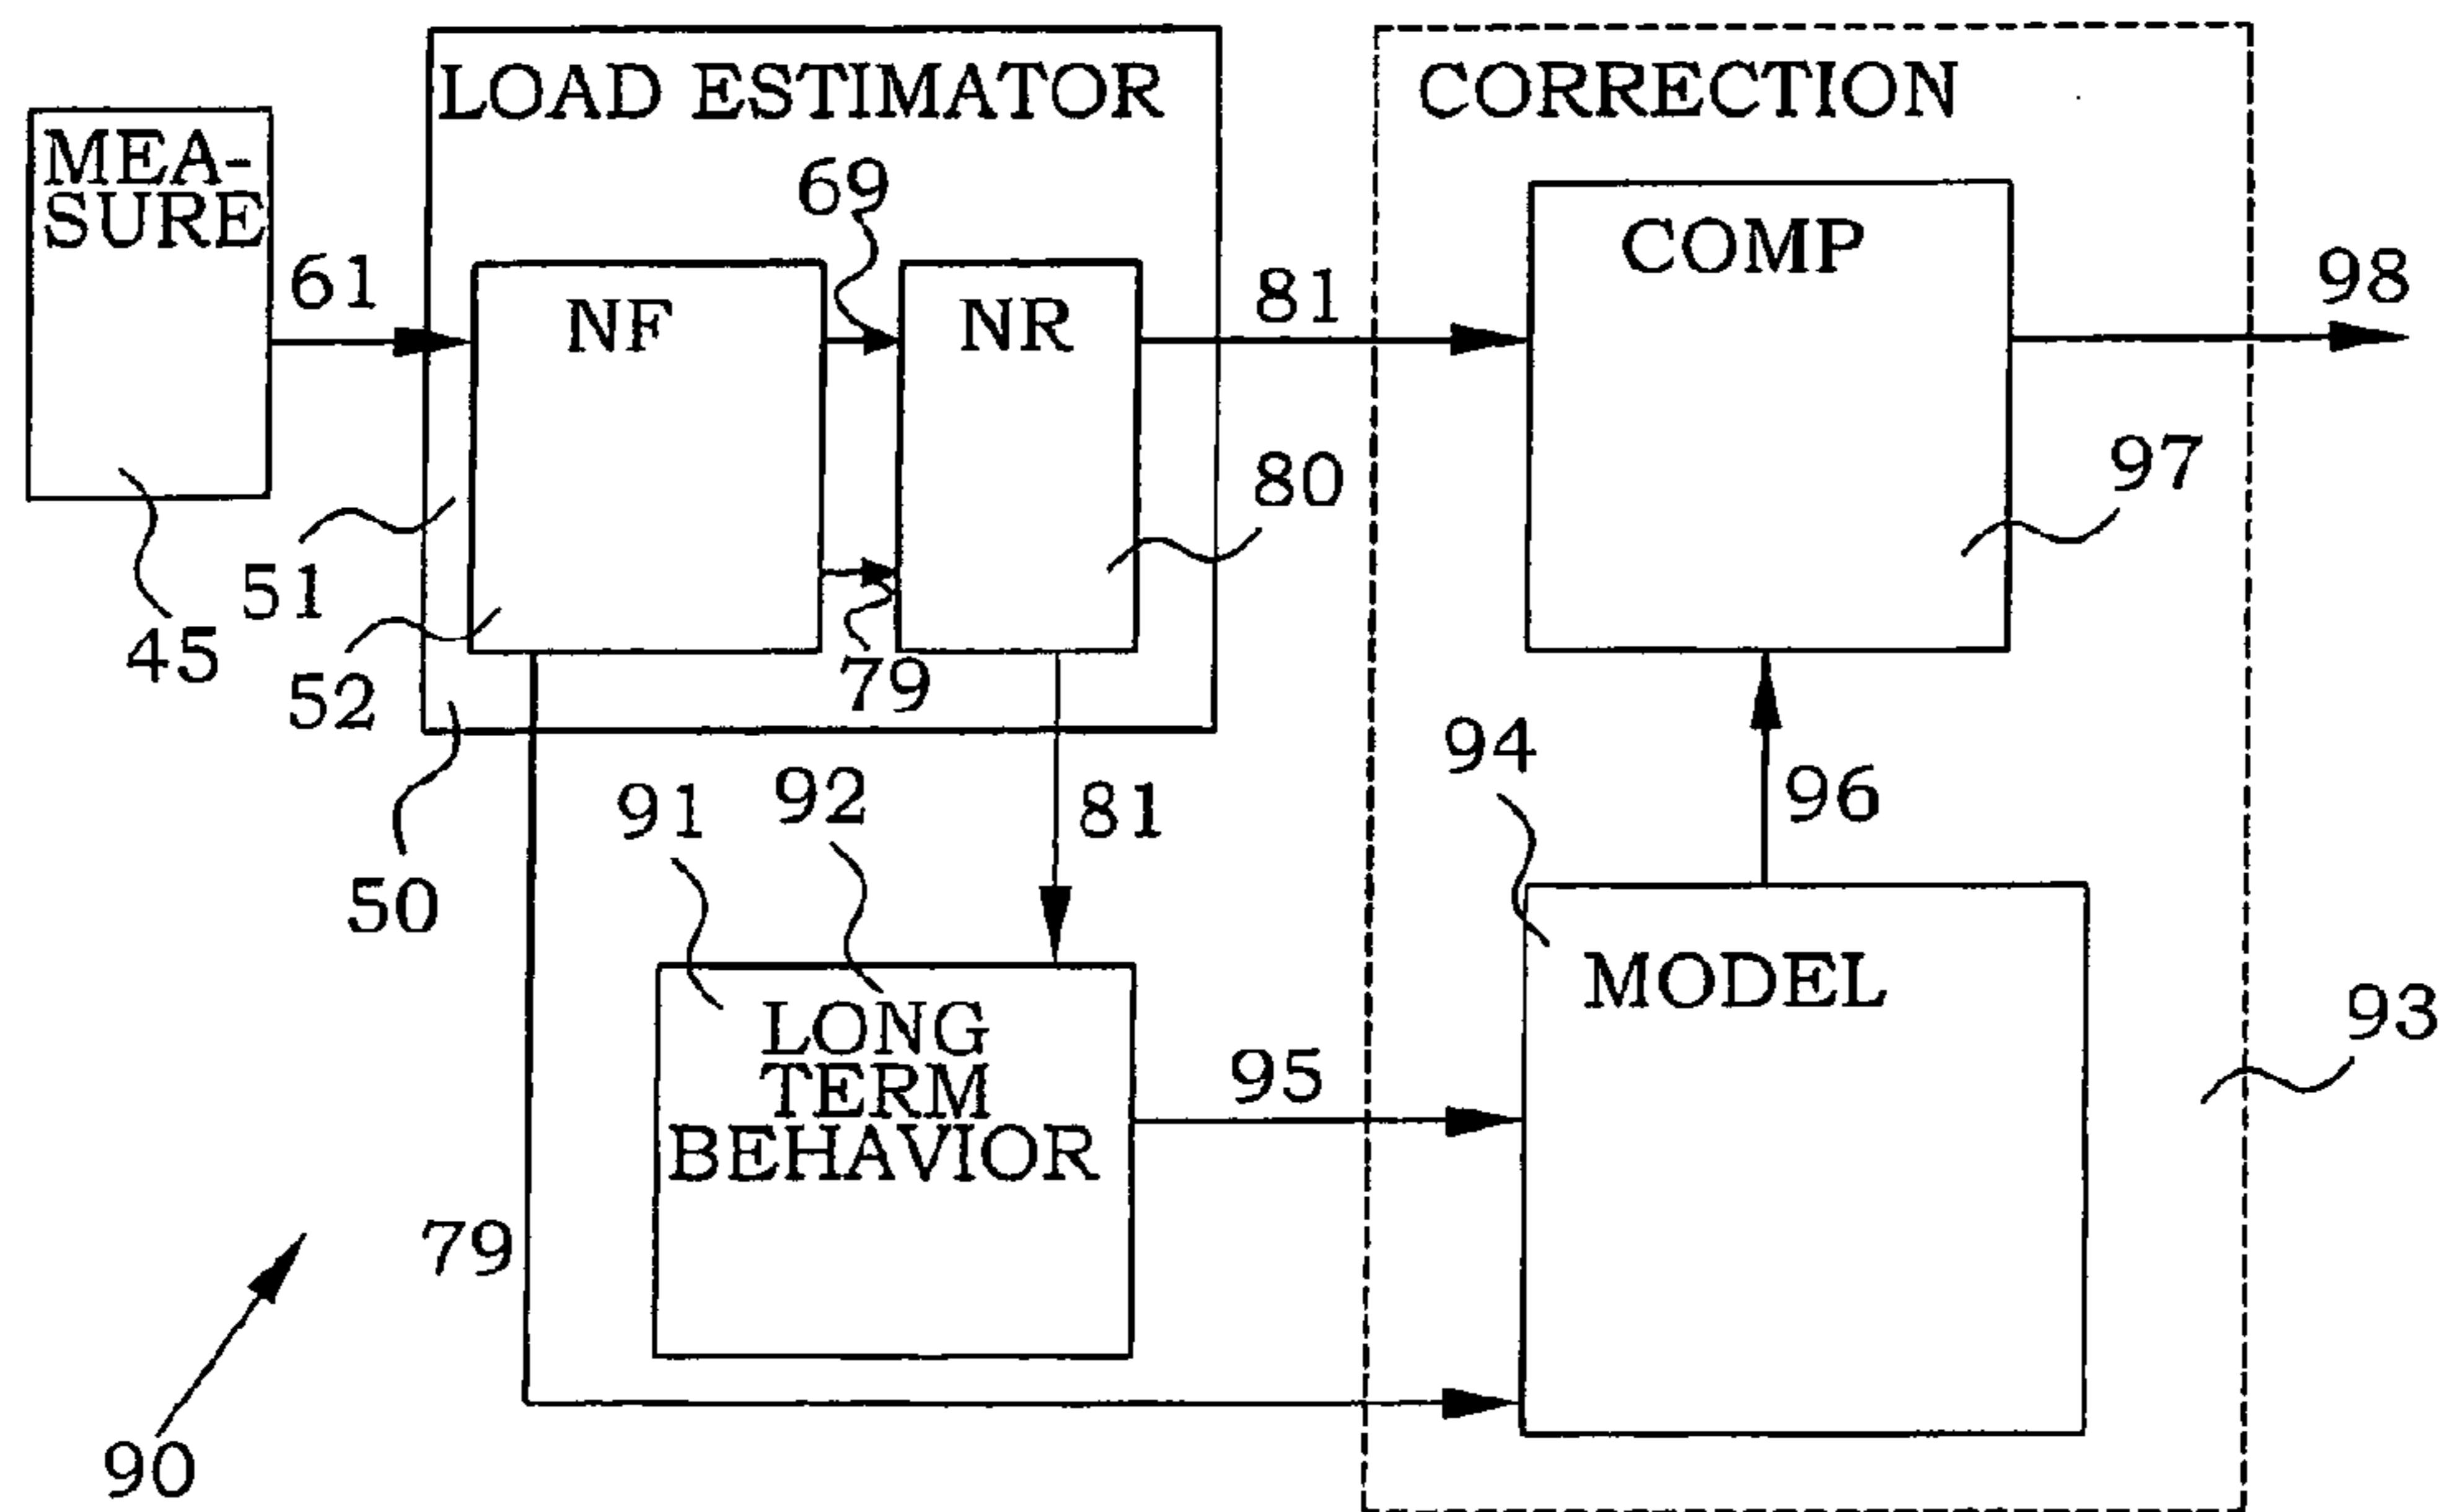 LOAD ESTIMATOR
CORRECTION
MEA-
SURE
69
COMP
61
NF
NR
81
98
97
80
51
45
52
79
94
91
92
81
96
50
MODEL
LONG
TERM
BEHAVIOR
95
93
79
90